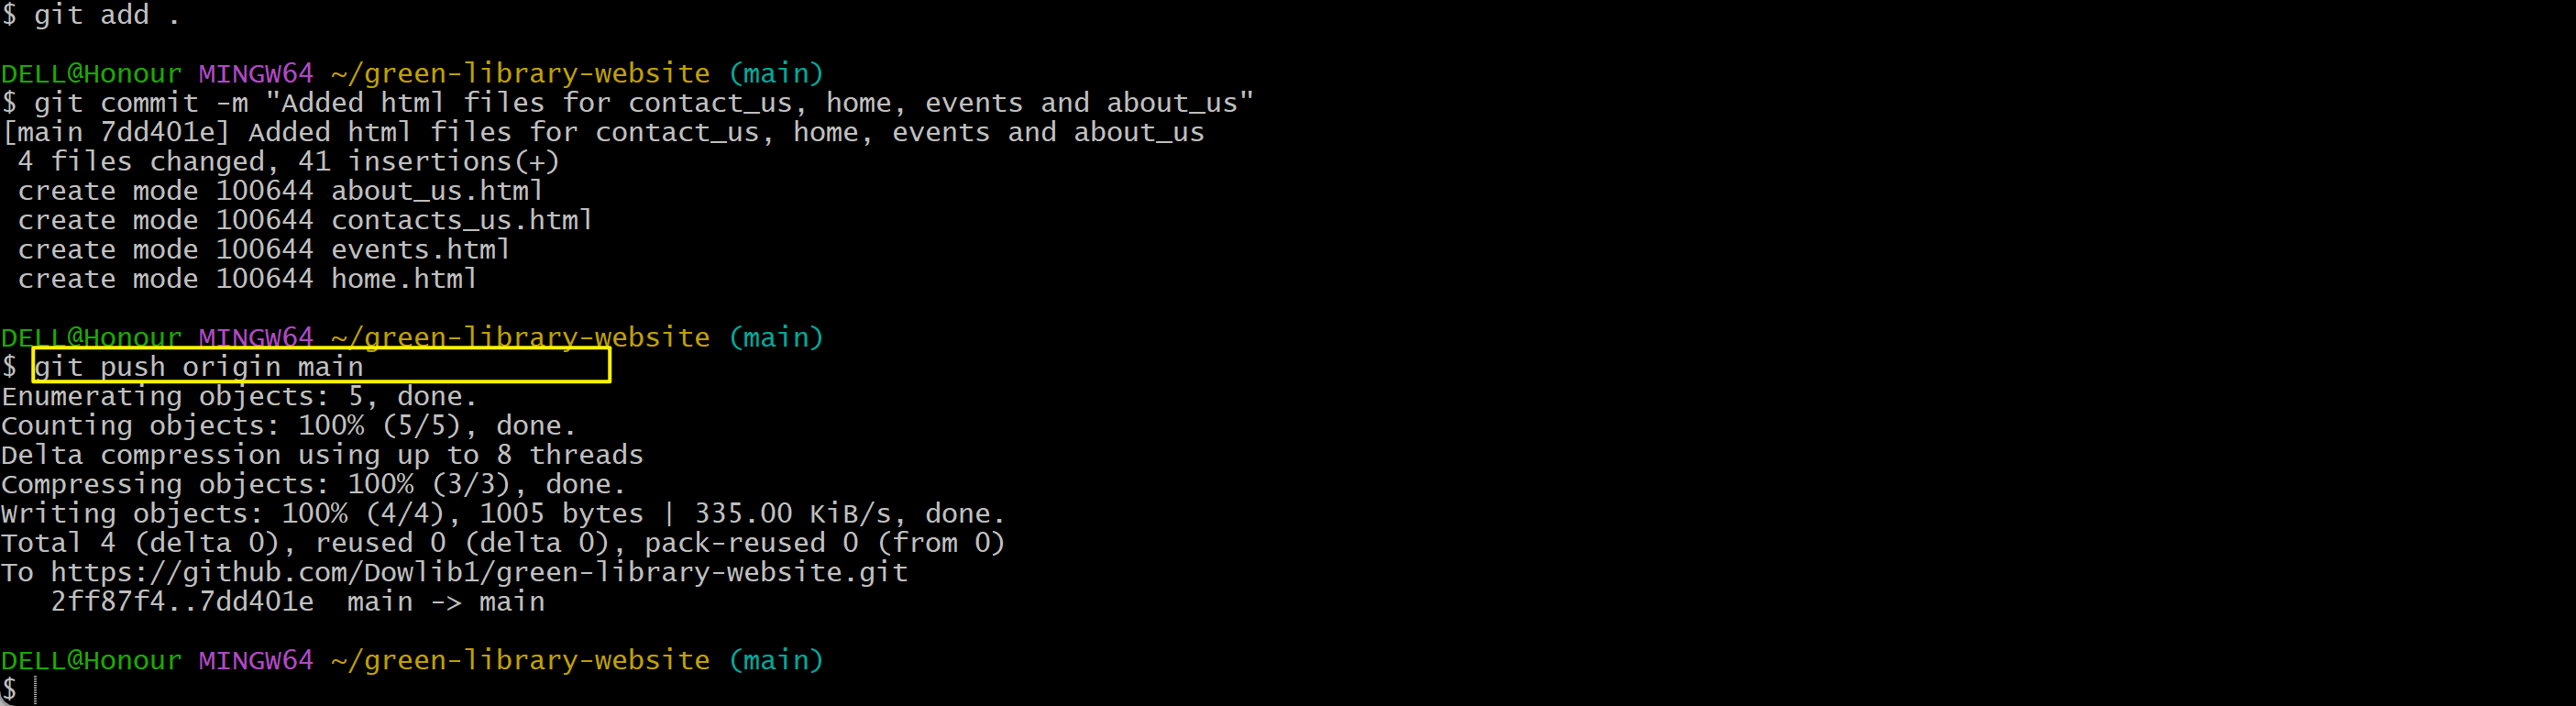 $ git add .
DELL@Honour MINGW64 ~/green-library-website (main)
$ git commit -m "Added html files for contact_us, home, events and about_us"
[main 7dd401e] Added html files for contact_us, home, events and about_us
 4 files changed, 41 insertions(+)
 create mode 100644 about_us.html
 create mode 100644 contacts_us.html
 create mode 100644 events.html
 create mode 100644 home.html
DELL@Honour MINGW64 ~/green-library-website (main)
$ git push origin main
Enumerating objects: 5, done.
Counting objects: 100% (5/5), done.
Delta compression using up to 8 threads
Compressing objects: 100% (3/3), done.
Writing objects: 100% (4/4), 1005 bytes | 335.00 KiB/s, done.
Total 4 (delta 0), reused 0 (delta 0), pack-reused 0 (from 0)
To https://github.com/Dowlib1/green-library-website.git
   2ff87f4..7dd401e  main -> main
DELL@Honour MINGW64 ~/green-library-website (main)
$